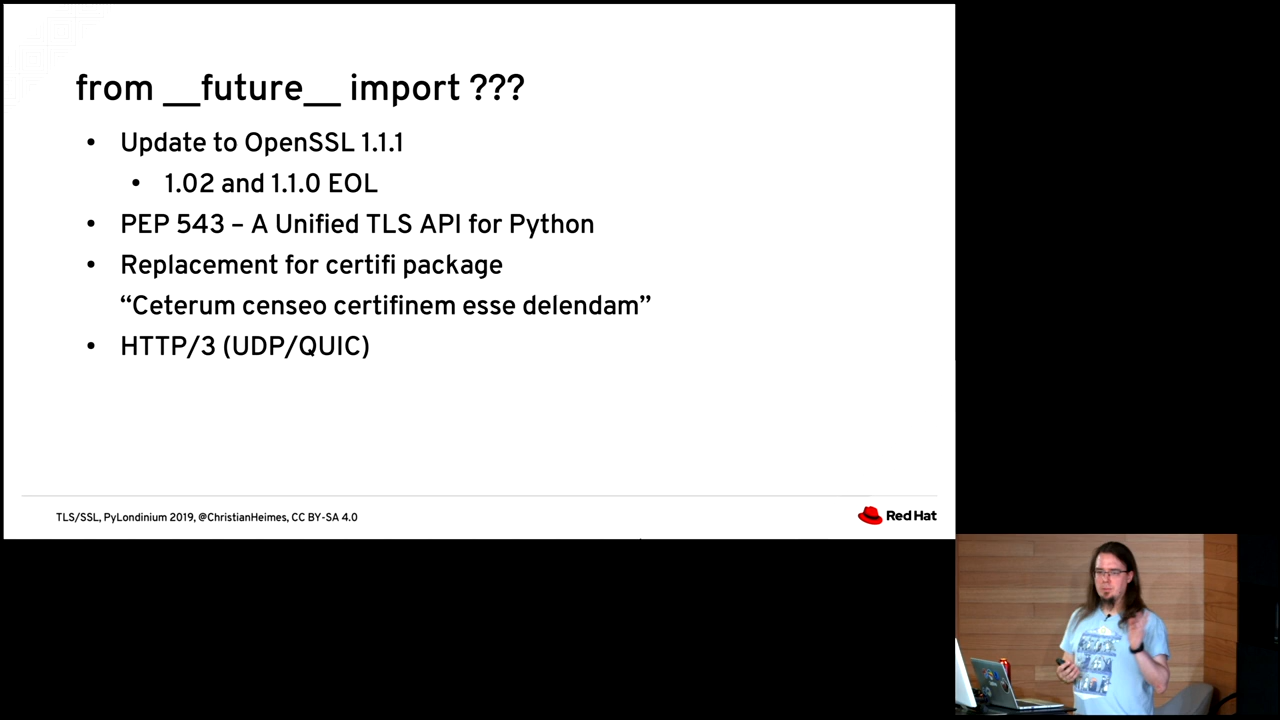 from __future__ import ???
• Update to OpenSSL 1.1.1
• 1.02 and 1.1.0 EOL
• PEP 543 – A Unified TLS API for Python
• Replacement for certifi package
“Ceterum censeo certifinem esse delendam”
• HTTP/3 (UDP/QUIC)
TLS/SSL, PyLondinium 2019, @ChristianHeimes, CC BY-SA 4.0
Red Hat